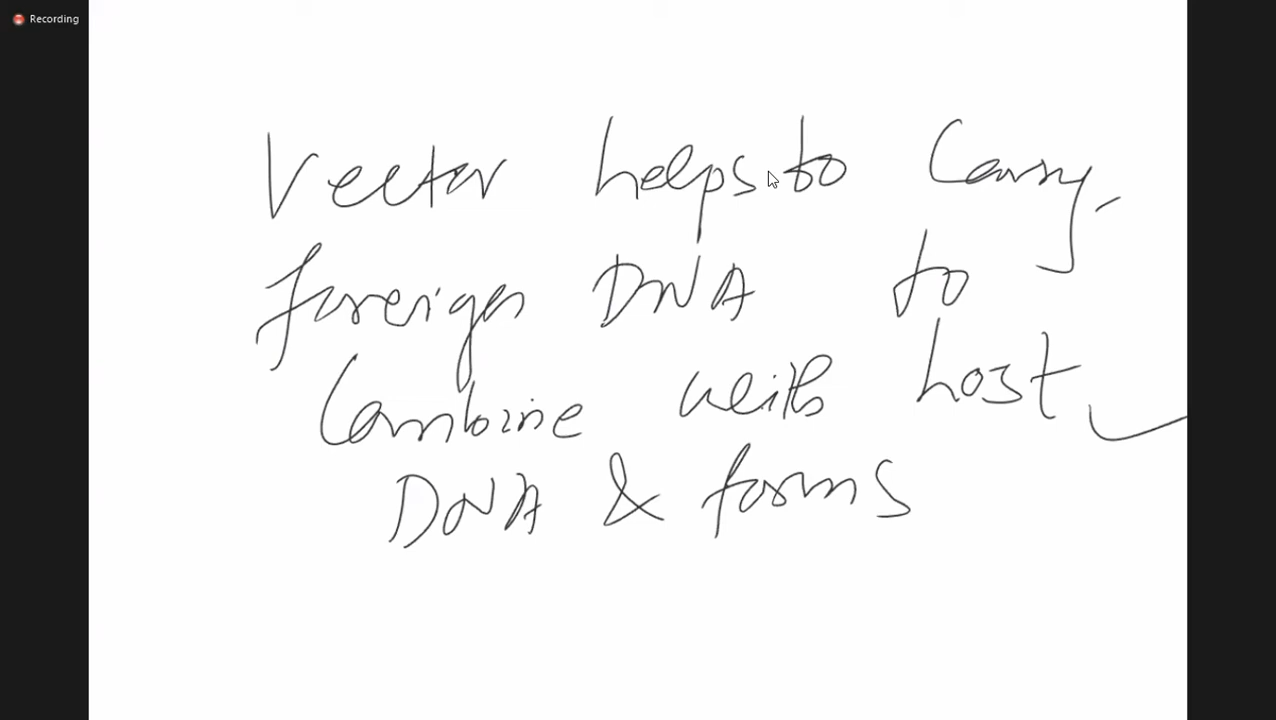 Recording
Vector helps to Carry
foreign DNA to
Combine with host
DNA & forms